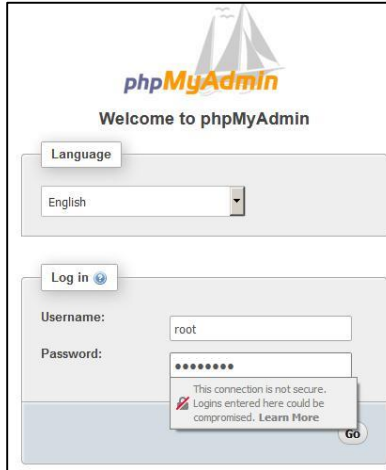 phpMyAdmin
Welcome to phpMyAdmin
Language
English
Log in
Username:
root
Password:
••••••••
This connection is not secure.
Logins entered here could be
compromised. Learn More
Go